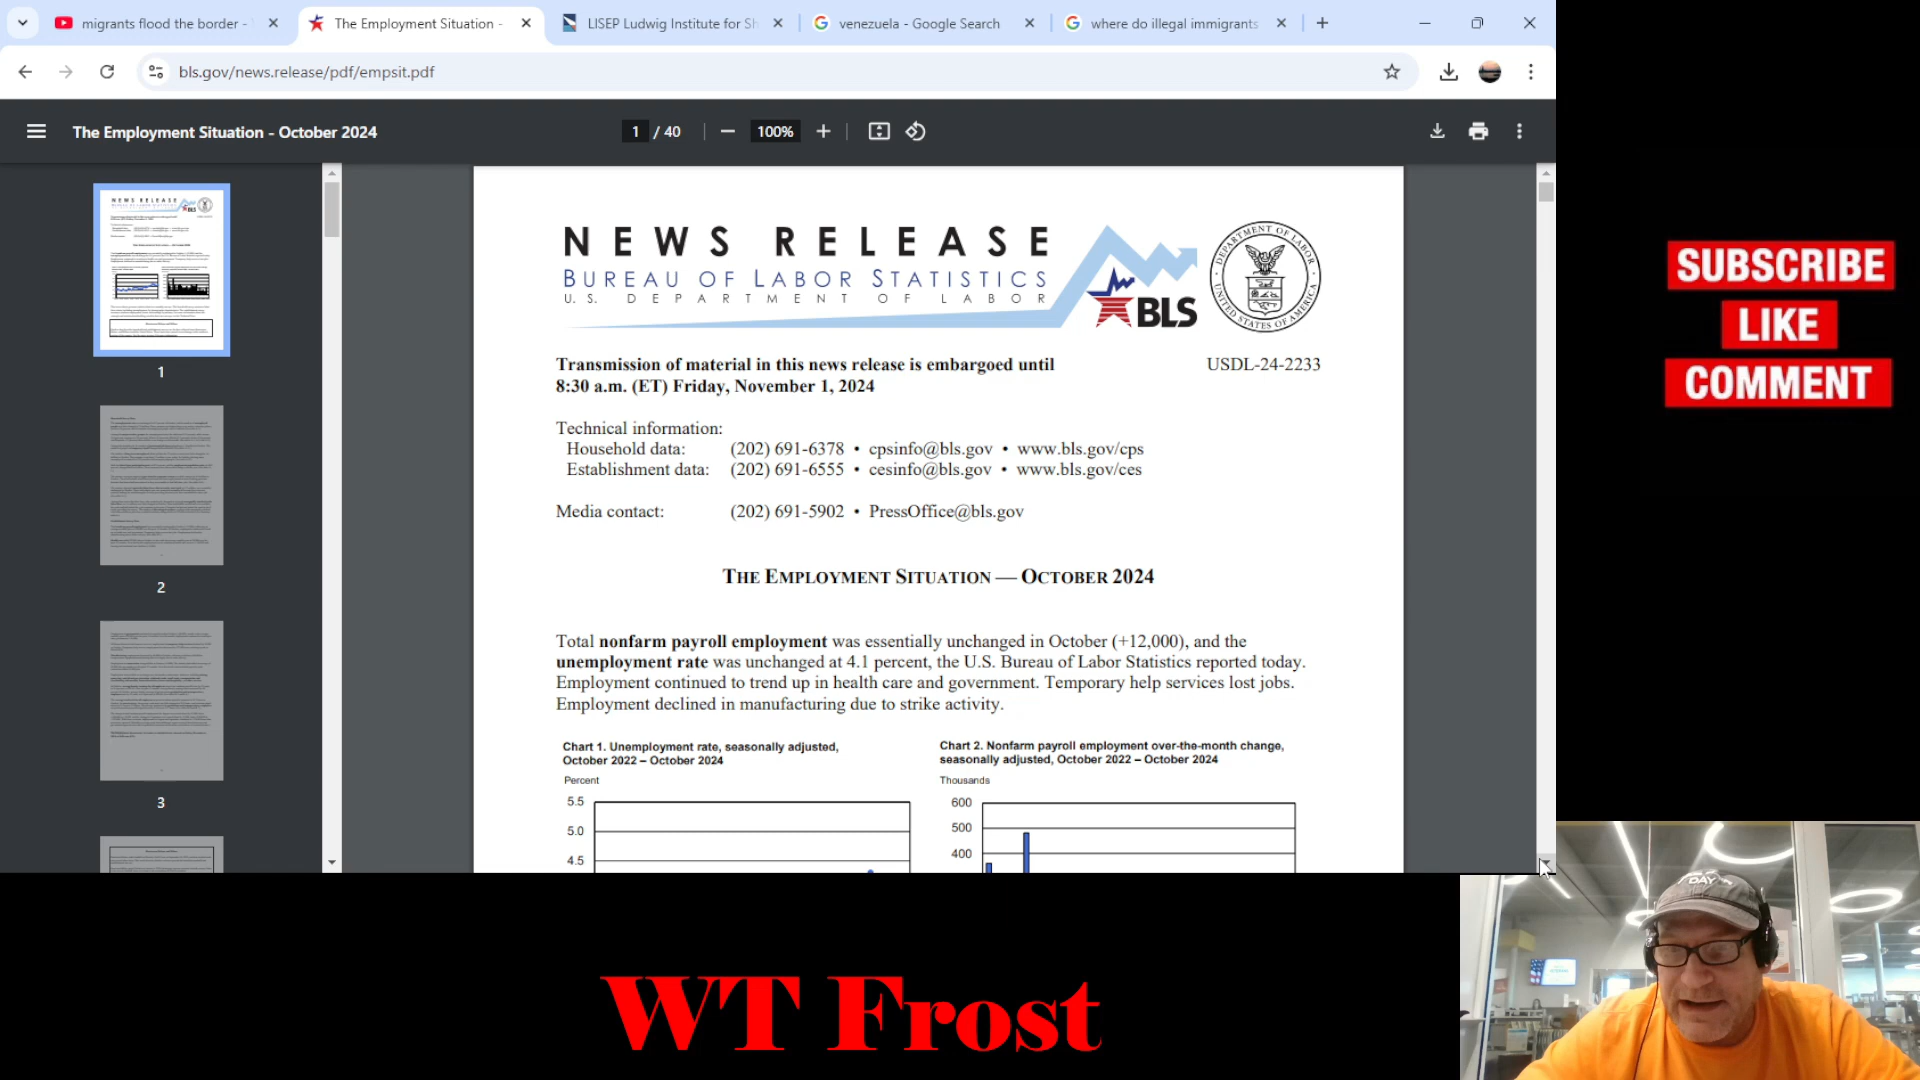 migrants flood the border -
The Employment Situation -
LISEP Ludwig Institute for Sh
venezuela - Google Search
where do illegal immigrants
bls.gov/news.release/pdf/empsit.pdf
The Employment Situation - October 2024
1 / 40
100%
1
2
3
NEWS RELEASE
BUREAU OF LABOR STATISTICS
U.S. DEPARTMENT OF LABOR
BLS
DEPARTMENT OF LABOR
UNITED STATES OF AMERICA
Transmission of material in this news release is embargoed until
USDL-24-2233
8:30 a.m. (ET) Friday, November 1, 2024
Technical information:
Household data: (202) 691-6378 • cpsinfo@bls.gov • www.bls.gov/cps
Establishment data: (202) 691-6555 • cesinfo@bls.gov • www.bls.gov/ces
Media contact: (202) 691-5902 • PressOffice@bls.gov
THE EMPLOYMENT SITUATION — OCTOBER 2024
Total nonfarm payroll employment was essentially unchanged in October (+12,000), and the
unemployment rate was unchanged at 4.1 percent, the U.S. Bureau of Labor Statistics reported today.
Employment continued to trend up in health care and government. Temporary help services lost jobs.
Employment declined in manufacturing due to strike activity.
Chart 1. Unemployment rate, seasonally adjusted,
October 2022 – October 2024
Percent
5.5
5.0
4.5
Chart 2. Nonfarm payroll employment over-the-month change,
seasonally adjusted, October 2022 – October 2024
Thousands
600
500
400
SUBSCRIBE
LIKE
COMMENT
DAY
WT Frost